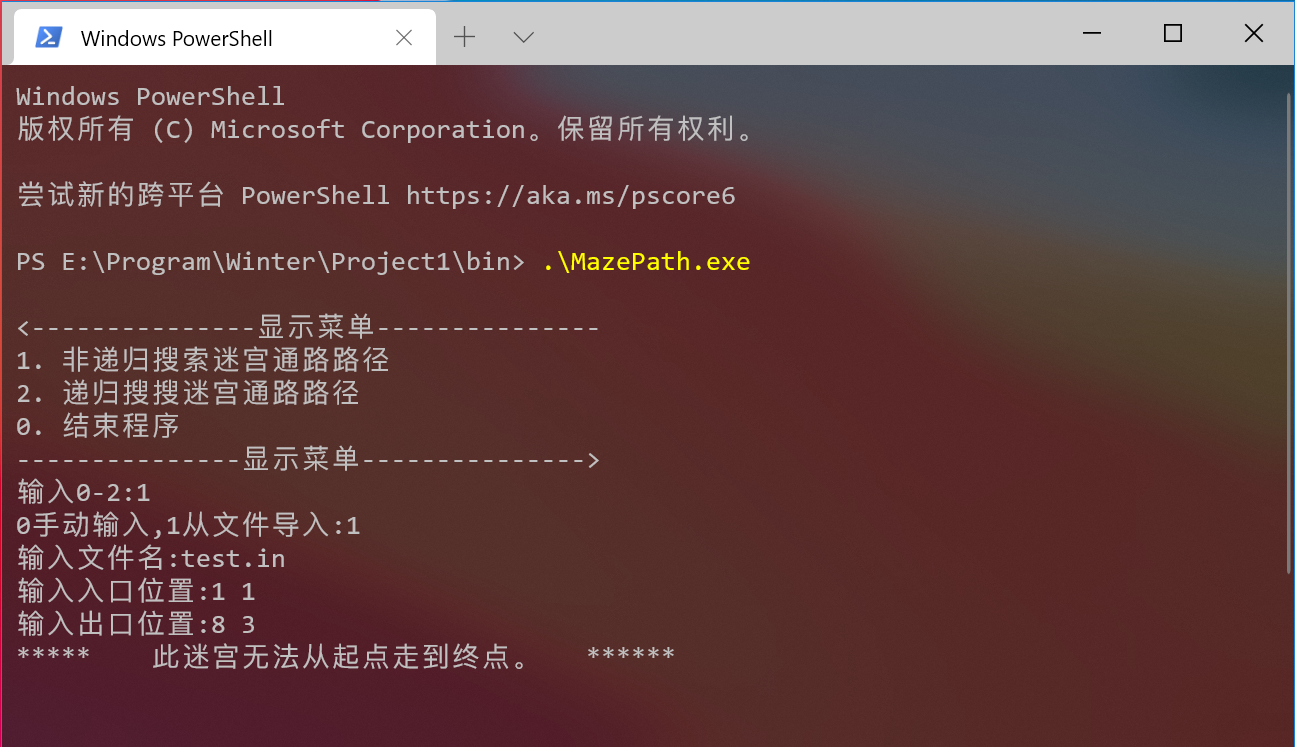 Windows PowerShell
Windows PowerShell
版权所有 (C) Microsoft Corporation。保留所有权利。
尝试新的跨平台 PowerShell https://aka.ms/pscore6
PS E:\Program\Winter\Project1\bin> .\MazePath.exe
<---------------显示菜单---------------
1. 非递归搜索迷宫通路路径
2. 递归搜搜迷宫通路路径
0. 结束程序
---------------显示菜单--------------->
输入0-2:1
0手动输入,1从文件导入:1
输入文件名:test.in
输入入口位置:1 1
输入出口位置:8 3
***** 此迷宫无法从起点走到终点。 ******